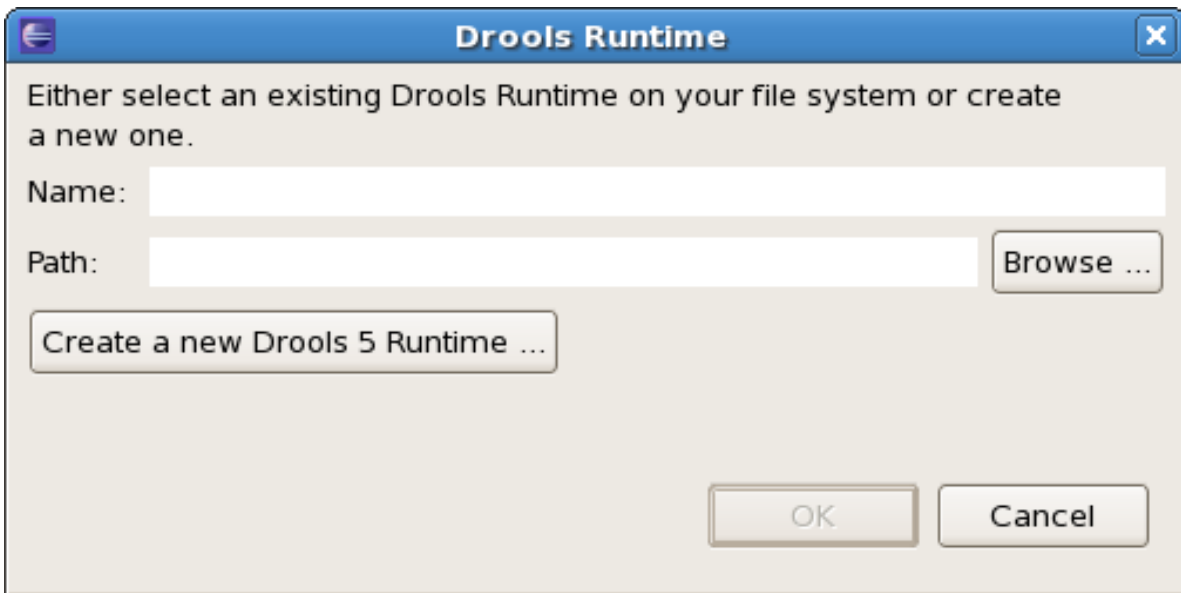 Drools Runtime
Either select an existing Drools Runtime on your file system or create
a new one.
Name:
Path:
Browse ...
Create a new Drools 5 Runtime ...
OK
Cancel